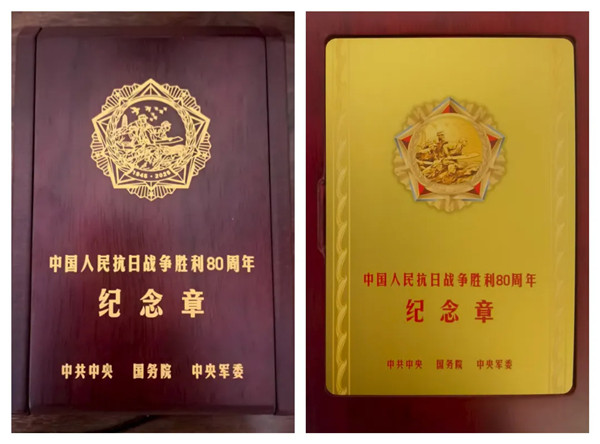 1945-2025
中国人民抗日战争胜利80周年
纪念章
中共中央 国务院 中央军委
中国人民抗日战争胜利80周年
纪念章
中共中央 国务院 中央军委